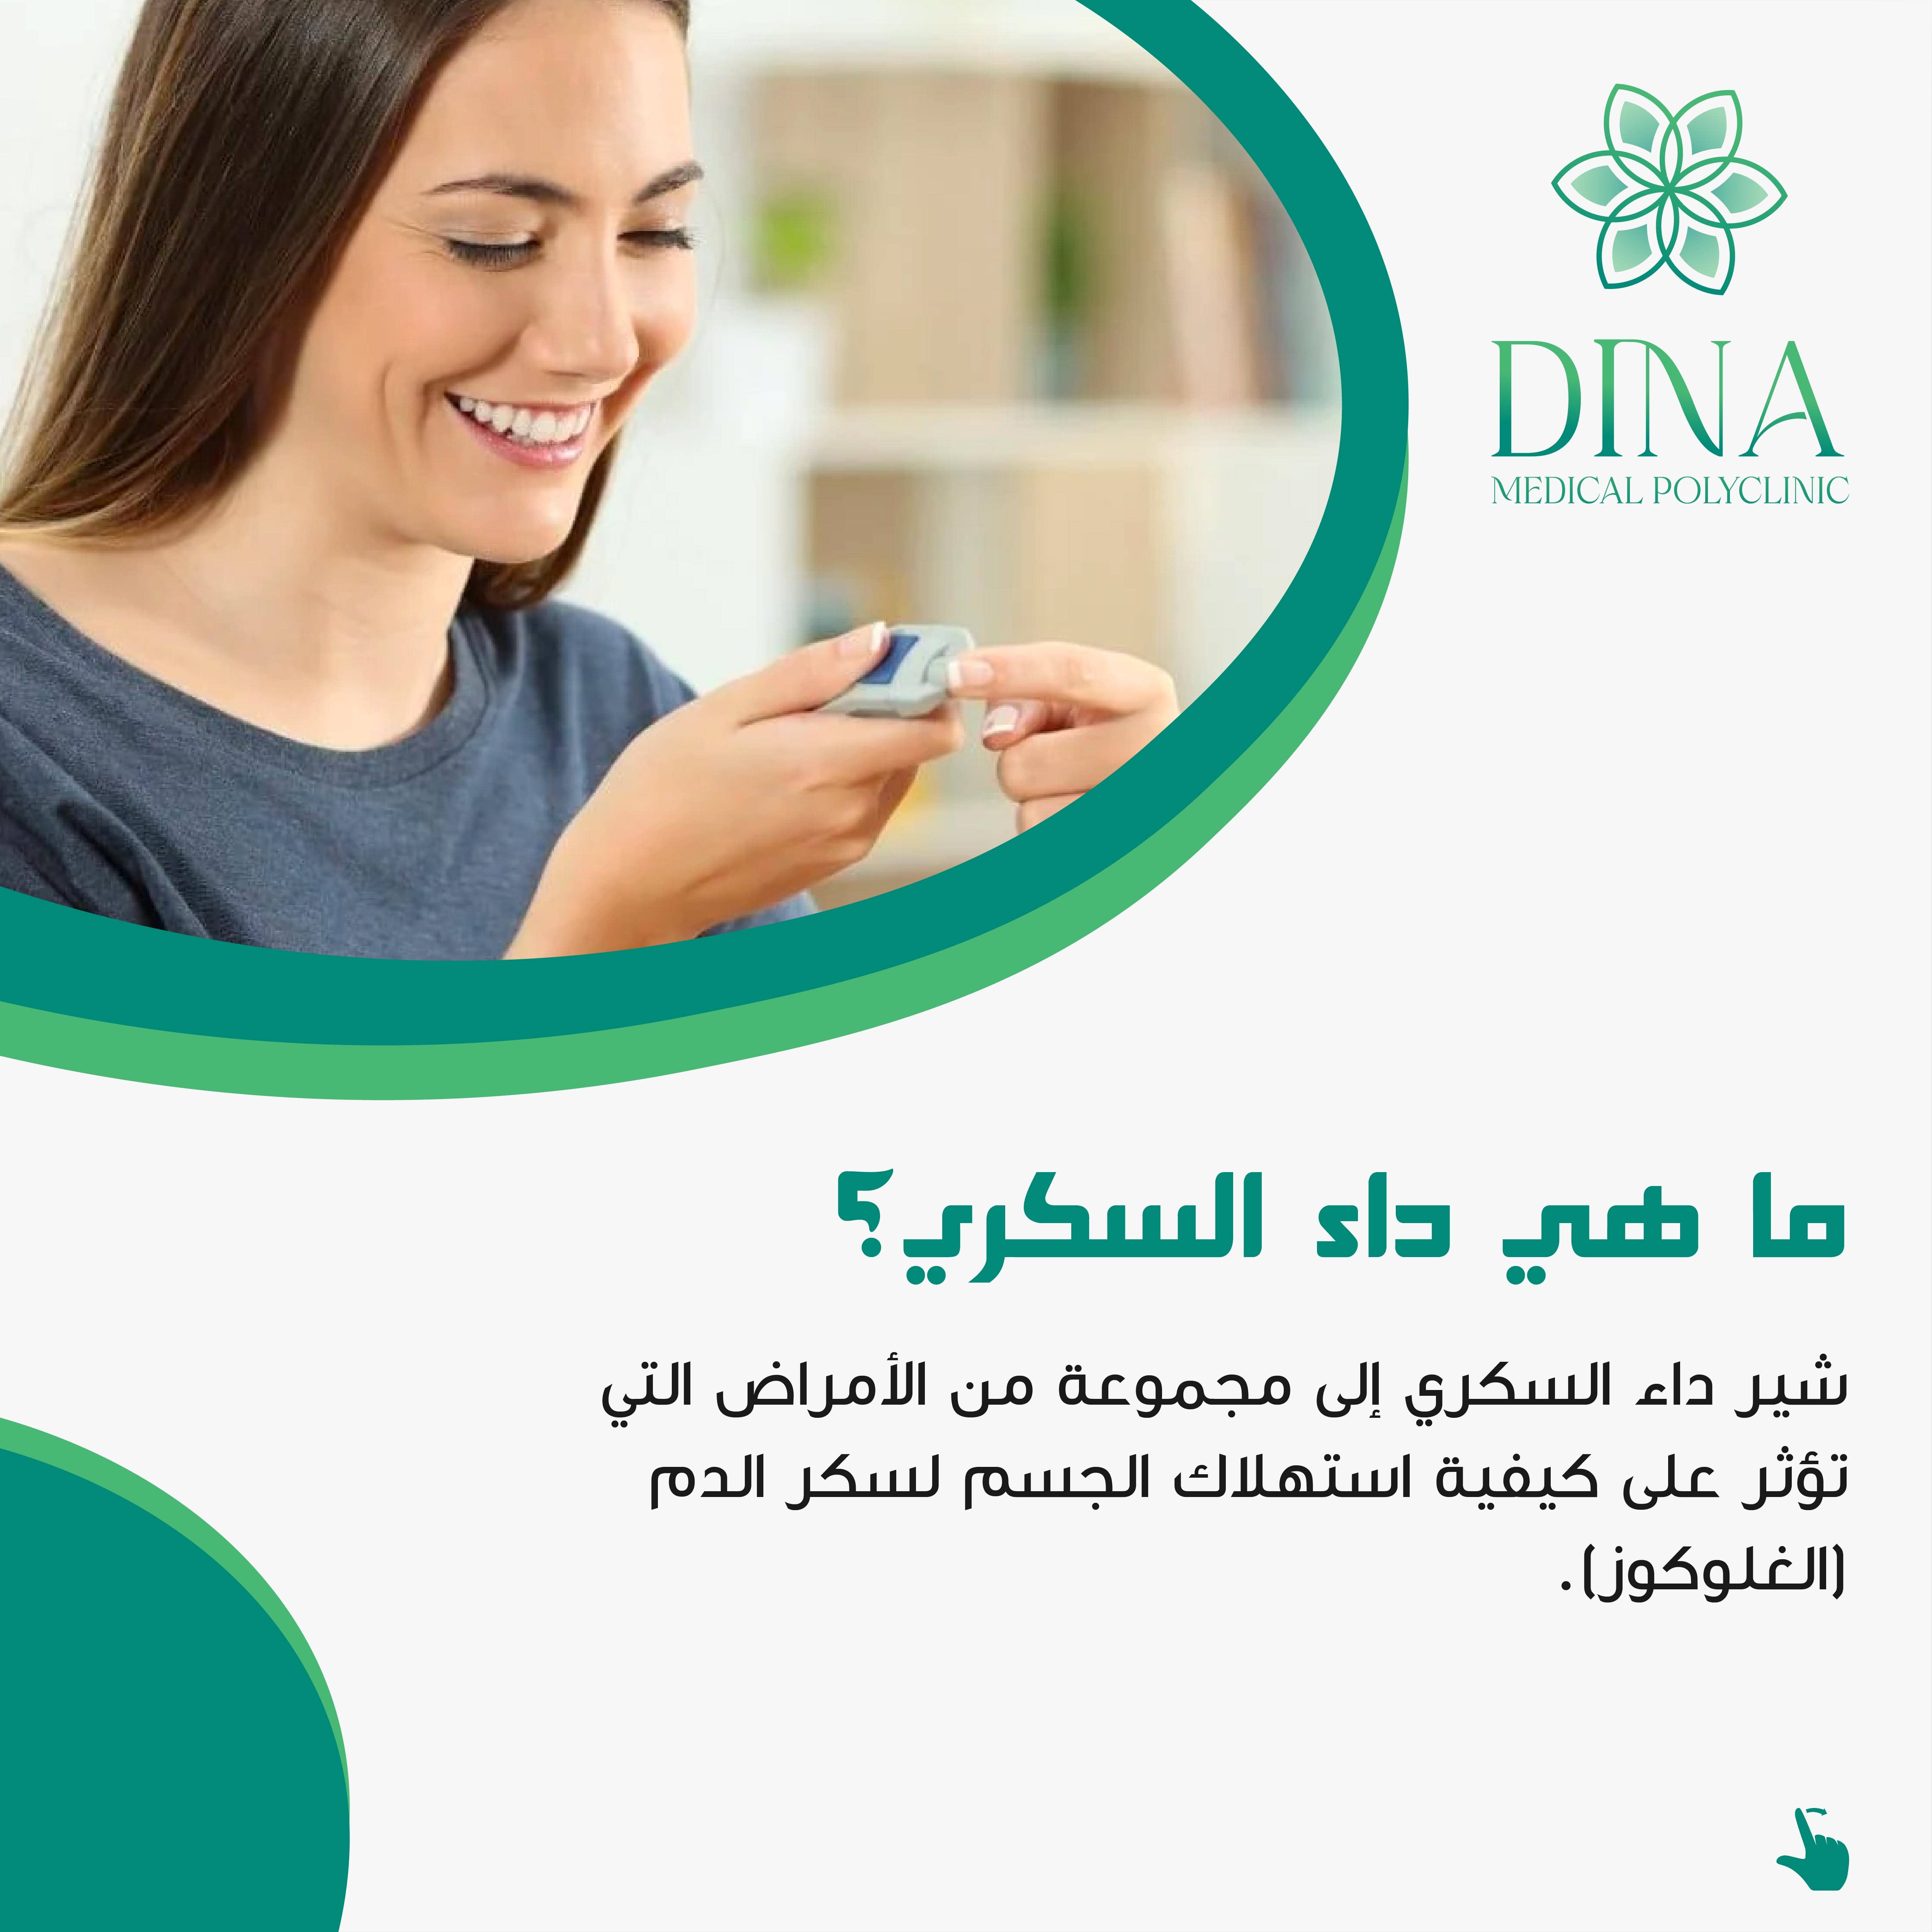 DINA
MEDICAL POLYCLINIC
ما هي داء السكري؟
شير داء السكري إلى مجموعة من الأمراض التي
تؤثر على كيفية استهلاك الجسم لسكر الدم
(الغلوكوز).